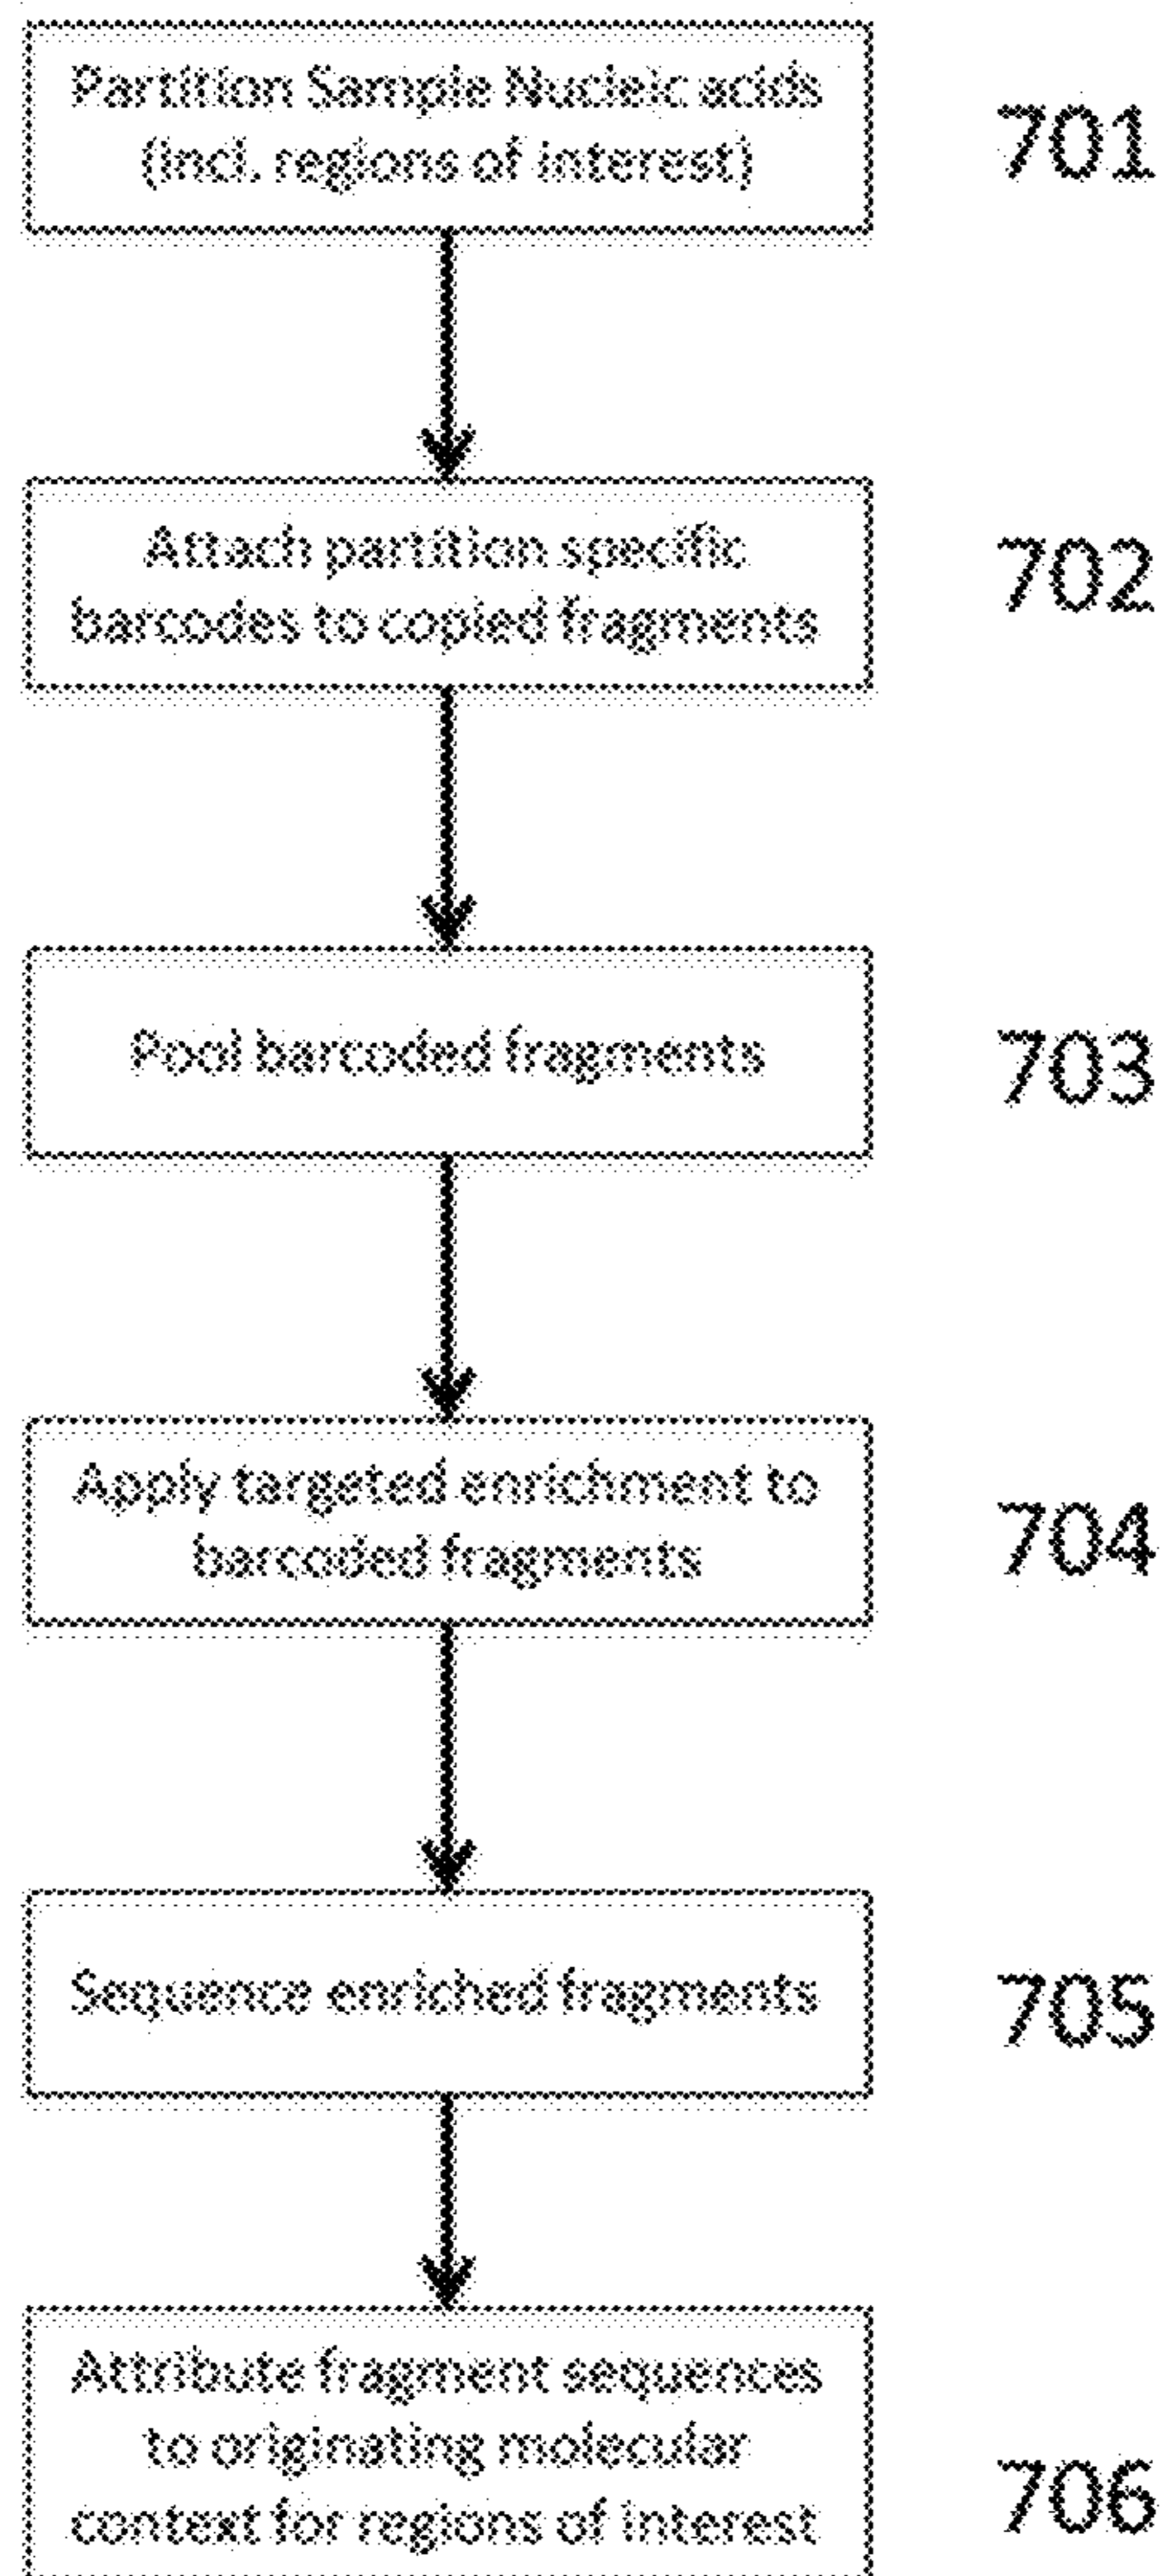 Partition Sample Nucleic acids
(incl. regions of interest)
701
Attach partition specific
barcodes to copied fragments
702
Pool barcoded fragments
703
Apply targeted enrichment to
barcoded fragments
704
Sequence enriched fragments
705
Attribute fragment sequences
to originating molecular
context for regions of interest
706